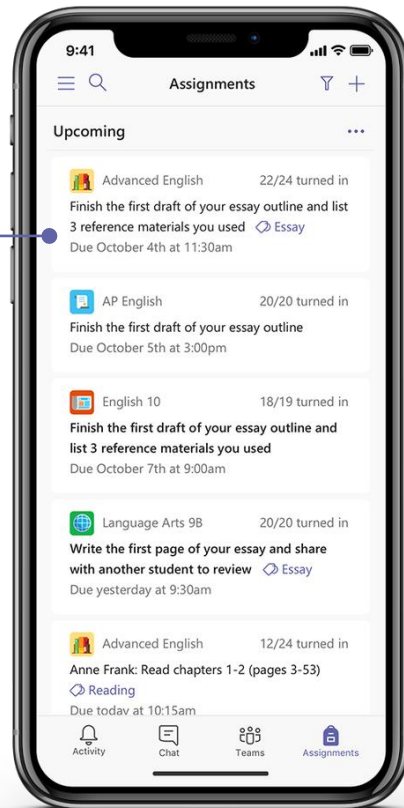 9:41
Assignments
Upcoming
Advanced English 22/24 turned in
Finish the first draft of your essay outline and list
3 reference materials you used Essay
Due October 4th at 11:30am
AP English 20/20 turned in
Finish the first draft of your essay outline
Due October 5th at 3:00pm
English 10 18/19 turned in
Finish the first draft of your essay outline and
list 3 reference materials you used
Due October 7th at 9:00am
Language Arts 9B 20/20 turned in
Write the first page of your essay and share
with another student to review Essay
Due yesterday at 9:30am
Advanced English 12/24 turned in
Anne Frank: Read chapters 1-2 (pages 3-53)
Reading
Due today at 10:15am
Activity Chat Teams Assignments